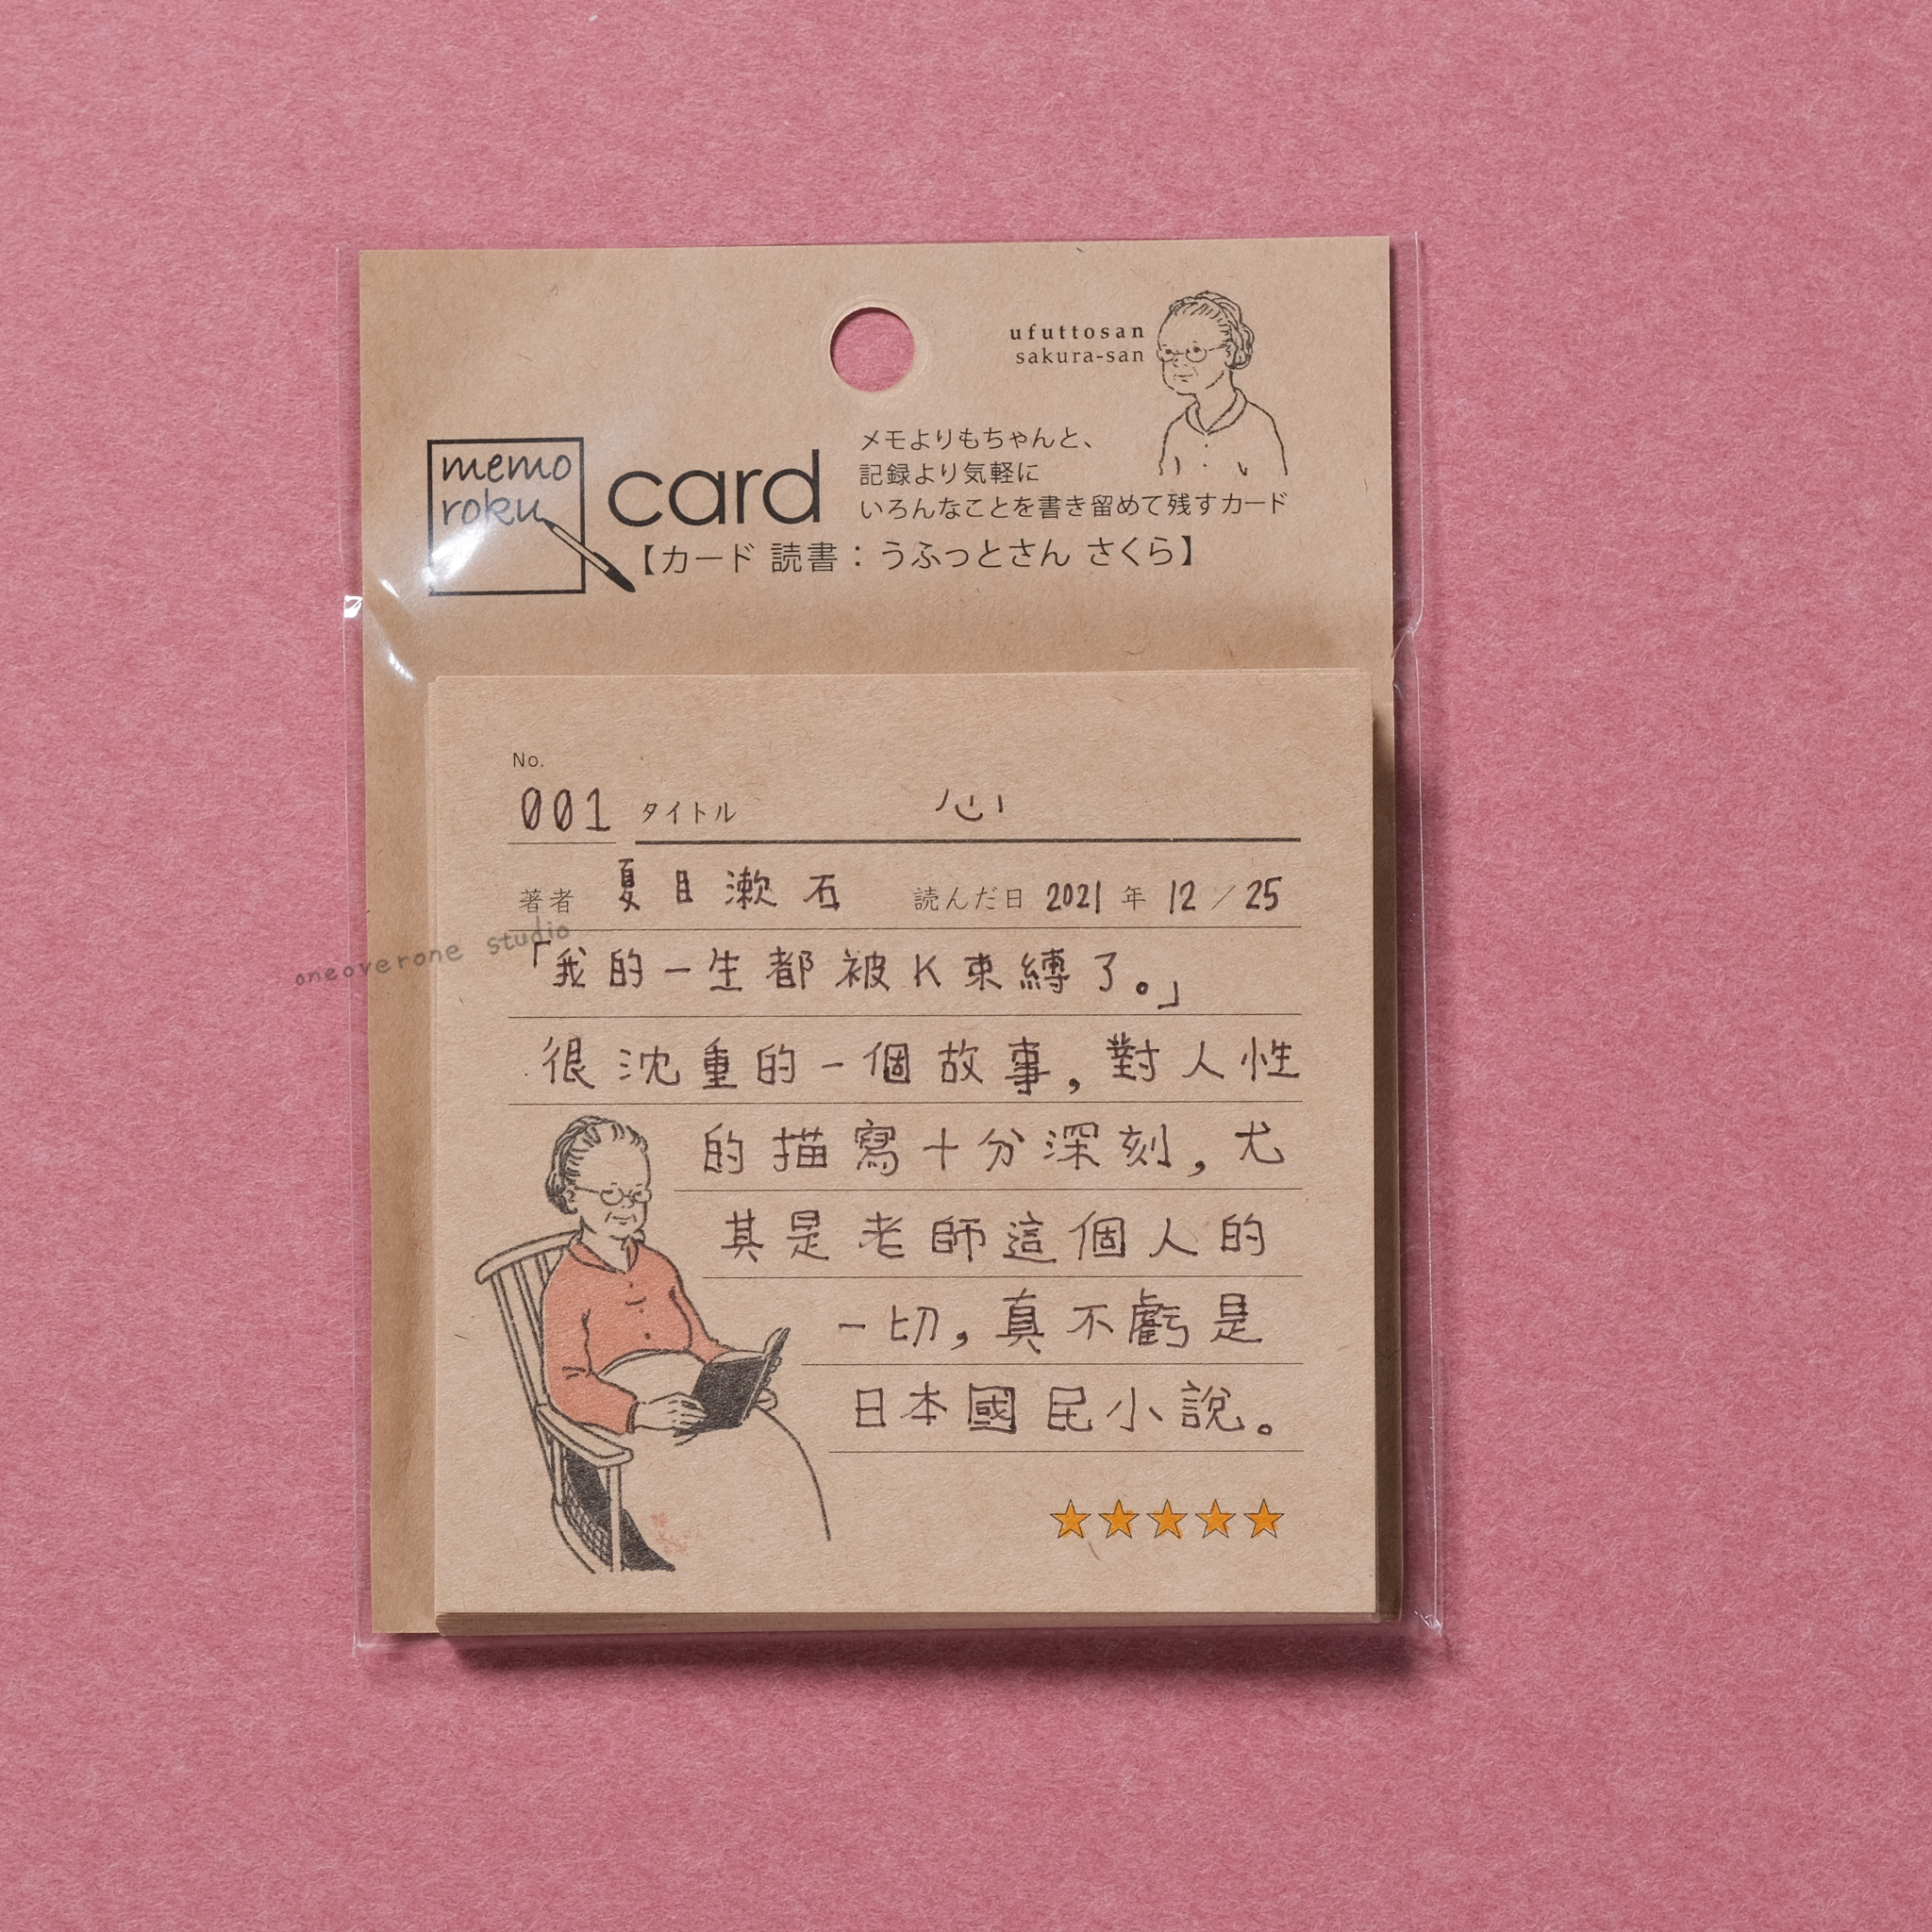 ufuttosan
sakura-san
memo
roku
card
メモよりもちゃんと、
記録より気軽に
いろんなことを書き留めて残すカード
【カード 読書：うふっとさん さくら】
No.
001 タイトル 心
著者 夏目漱石 読んだ日 2021 年 12 / 25
oneoverone studio
「我的一生都被K束縛了。」
很沈重的一個故事，對人性
的描寫十分深刻，尤
其是老師這個人的
一切，真不虧是
日本國民小說。
★★★★★